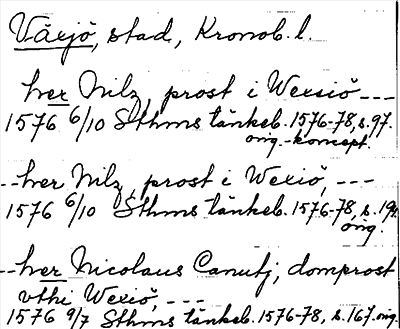 Växjö, stad, Kronob. l.
her Nilz, prost i Wexiö ---
1576 6/10 Sthms tänkeb. 1576-78, s. 97.
orig.-koncept.
-- her Nilz, prost i Wexiö, ---
1576 6/10 Sthms tänkeb. 1576-78, s.
orig.
-- her Nicolaus Canutj, domprost
vthi Wexiö, ---
1576 9/7 Sthms tänkeb. 1576-78, s. 167. orig.